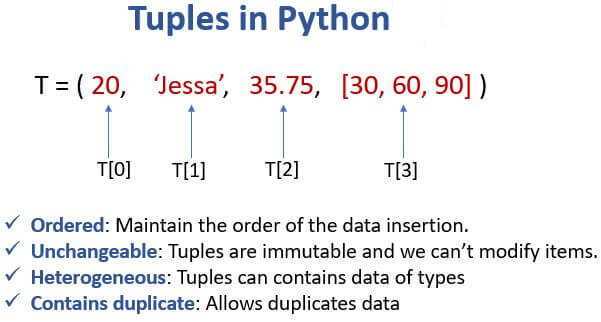 Tuples in Python
T = ( 20, ‘Jessa’, 35.75, [30, 60, 90] )
T[0] T[1] T[2] T[3]
✓ Ordered: Maintain the order of the data insertion.
✓ Unchangeable: Tuples are immutable and we can’t modify items.
✓ Heterogeneous: Tuples can contains data of types
✓ Contains duplicate: Allows duplicates data